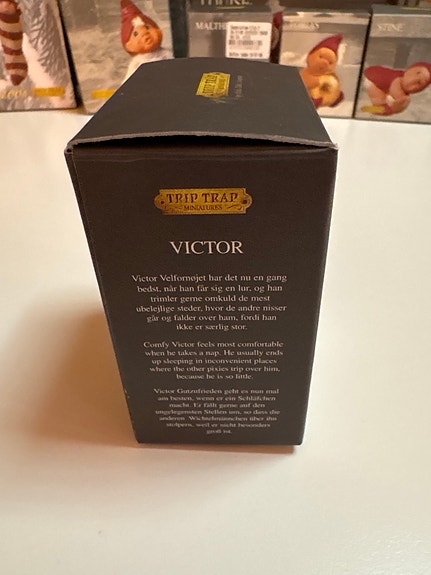 MALTHE
STINE
TRIP TRAP
TRIP TRAP
MINIATURES
VICTOR
Victor Velfornøjet har det nu en gang
bedst, når han får sig en lur, og han
trimler gerne omkuld de mest
ubelejlige steder, hvor de andre nisser
går og falder over ham, fordi han
ikke er særlig stor.
Comfy Victor feels most comfortable
when he takes a nap. He usually ends
up sleeping in inconvenient places
where the other pixies trip over him,
because he is so little.
Victor Gutzufrieden geht es nun mal
am besten, wenn er ein Schläfchen
macht. Er fällt gerne auf den
ungelegensten Stellen um, so dass die
anderen Wichtelmännchen über ihn
stolpern, weil er nicht besonders
groß ist.